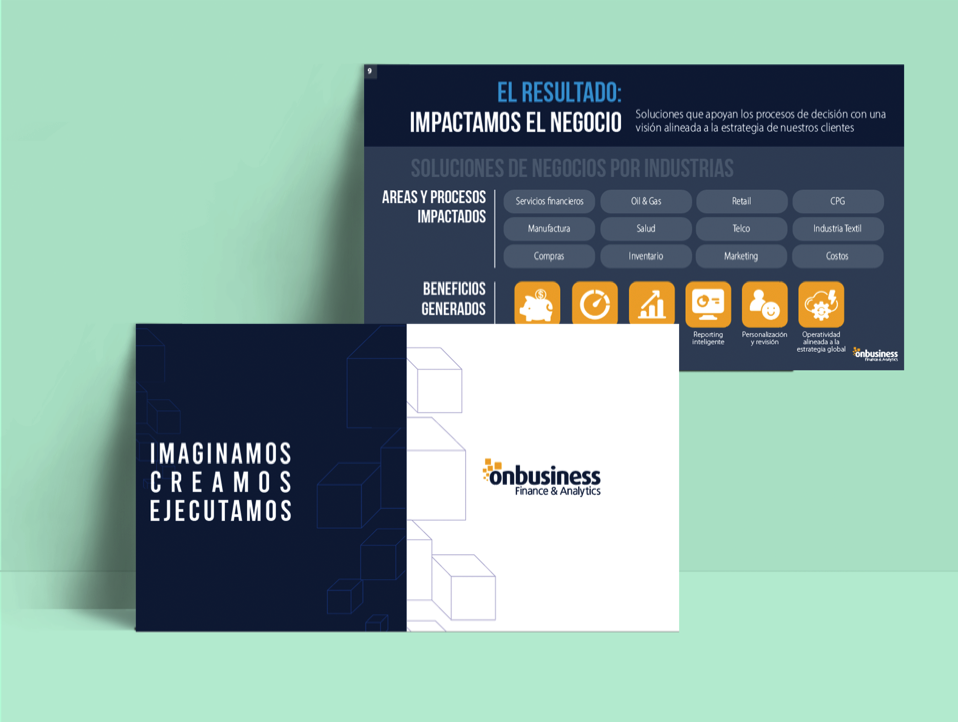 9
EL RESULTADO:
IMPACTAMOS EL NEGOCIO
Soluciones que apoyan los procesos de decisión con una
visión alineada a la estrategia de nuestros clientes
SOLUCIONES DE NEGOCIOS POR INDUSTRIAS
AREAS Y PROCESOS
IMPACTADOS
Servicios financieros
Oil & Gas
Retail
CPG
Manufactura
Salud
Telco
Industria Textil
Compras
Inventario
Marketing
Costos
BENEFICIOS
GENERADOS
$
Reporting
inteligente
Personalización
y revisión
Operatividad
alineada a la
estrategia global
onbusiness
Finance & Analytics
IMAGINAMOS
CREAMOS
EJECUTAMOS
onbusiness
Finance & Analytics